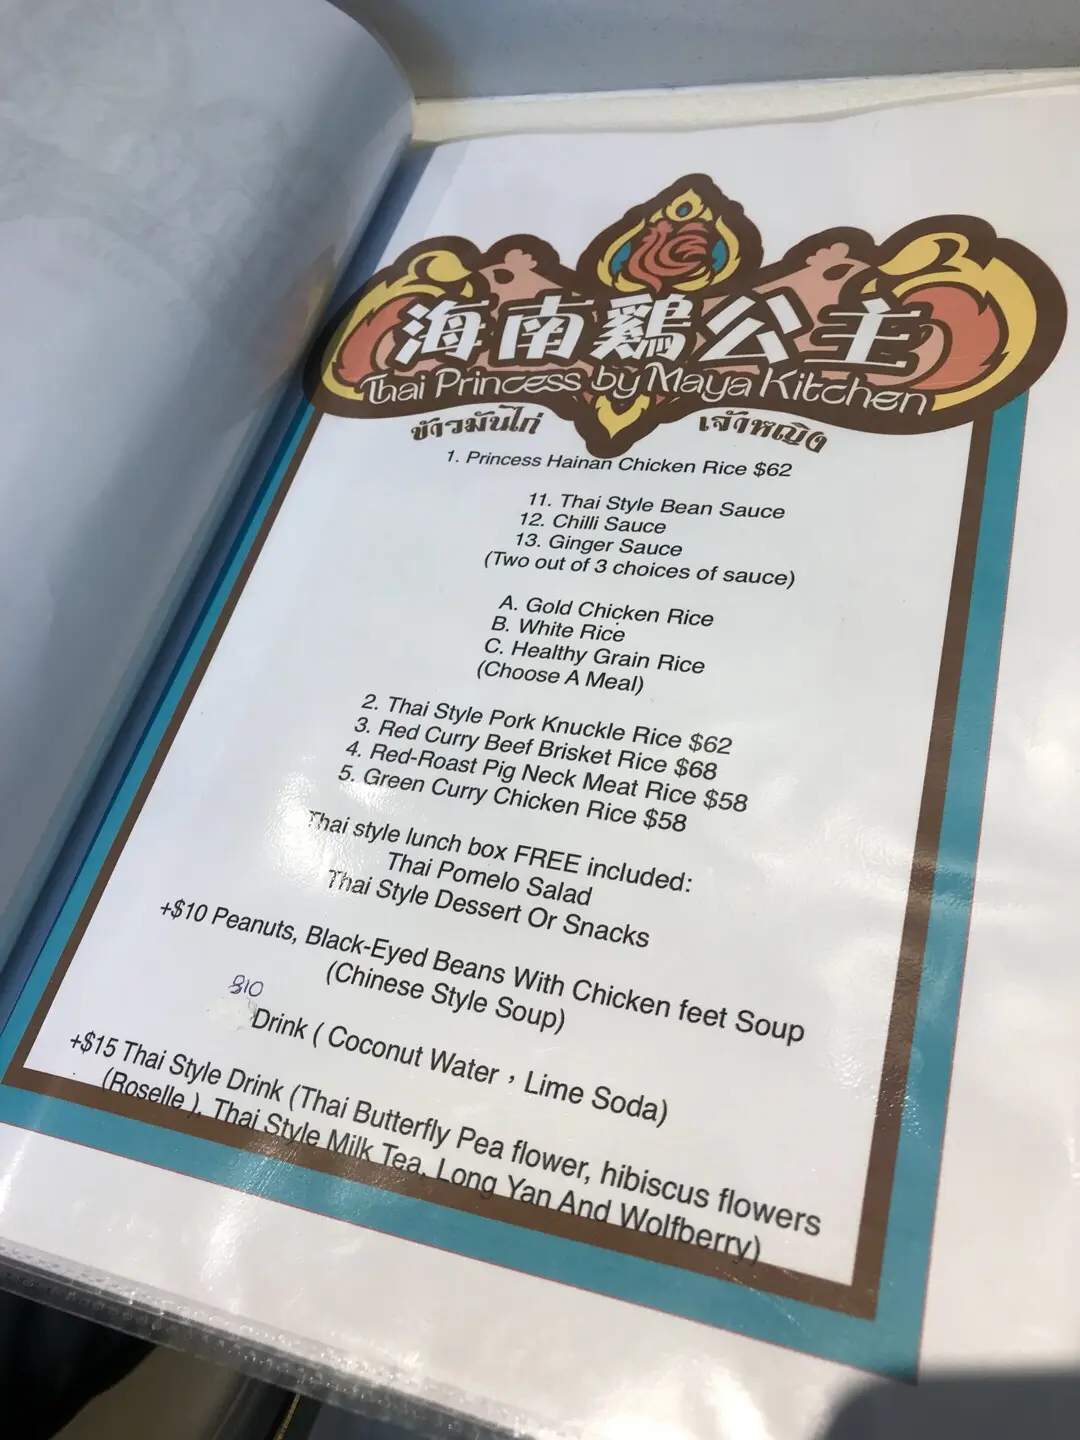 海南鷄公主
Thai Princess by Maya Kitchen
ข้าวมันไก่ เจ้าหญิง
1. Princess Hainan Chicken Rice $62
11. Thai Style Bean Sauce
12. Chilli Sauce
13. Ginger Sauce
(Two out of 3 choices of sauce)
A. Gold Chicken Rice
B. White Rice
C. Healthy Grain Rice
(Choose A Meal)
2. Thai Style Pork Knuckle Rice $62
3. Red Curry Beef Brisket Rice $68
4. Red-Roast Pig Neck Meat Rice $58
5. Green Curry Chicken Rice $58
Thai style lunch box FREE included:
Thai Pomelo Salad
Thai Style Dessert Or Snacks
+$10 Peanuts, Black-Eyed Beans With Chicken feet Soup
(Chinese Style Soup)
$10
Drink ( Coconut Water，Lime Soda)
+$15 Thai Style Drink (Thai Butterfly Pea flower, hibiscus flowers
(Roselle ), Thai Style Milk Tea, Long Yan And Wolfberry)